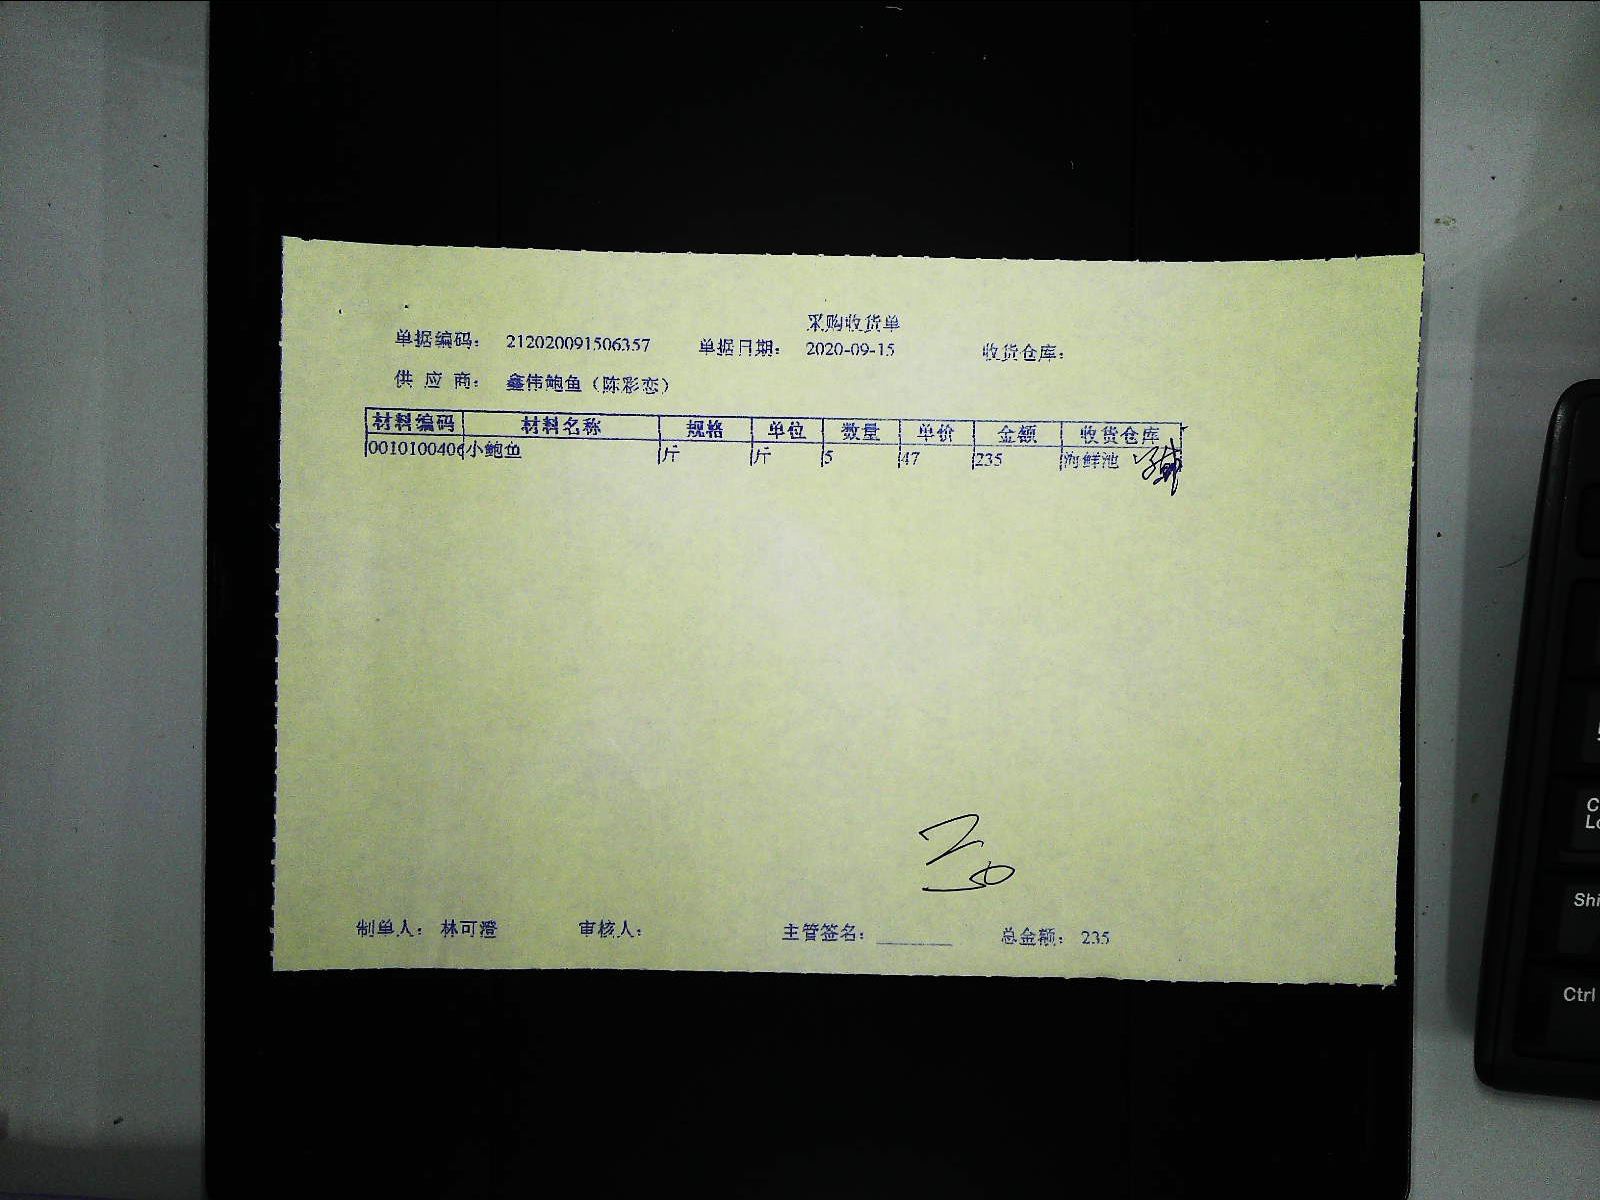 采购收货单
单据编码： 212020091506357 单据日期： 2020-09-15 收货仓库：
供 应 商： 鑫伟鲍鱼（陈彩恋）
材料编码 材料名称 规格 单位 数量 单价 金额 收货仓库
0010100406 小鲍鱼 斤 斤 5 47 235 海鲜池
制单人： 林可澄 审核人： 主管签名： ________ 总金额： 235
Shi
Ctrl